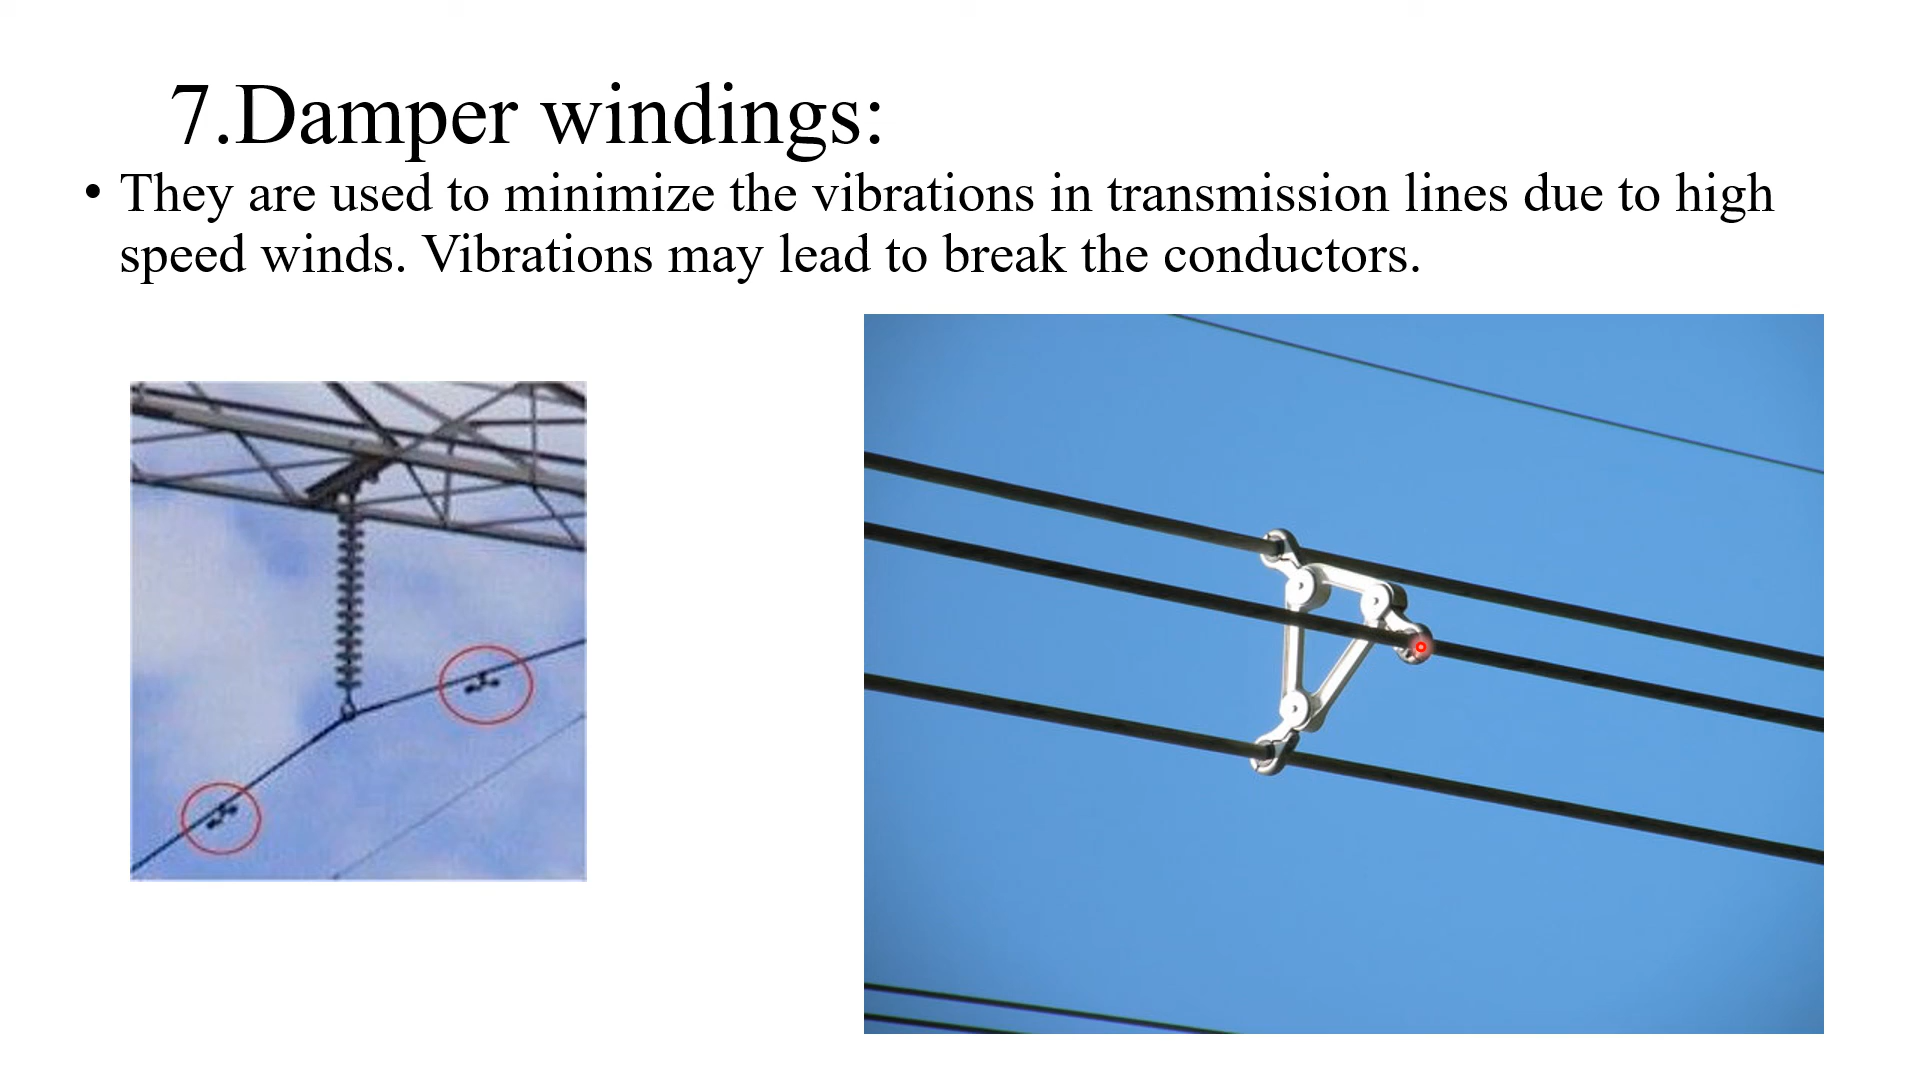 7.Damper windings:
• They are used to minimize the vibrations in transmission lines due to high
speed winds. Vibrations may lead to break the conductors.